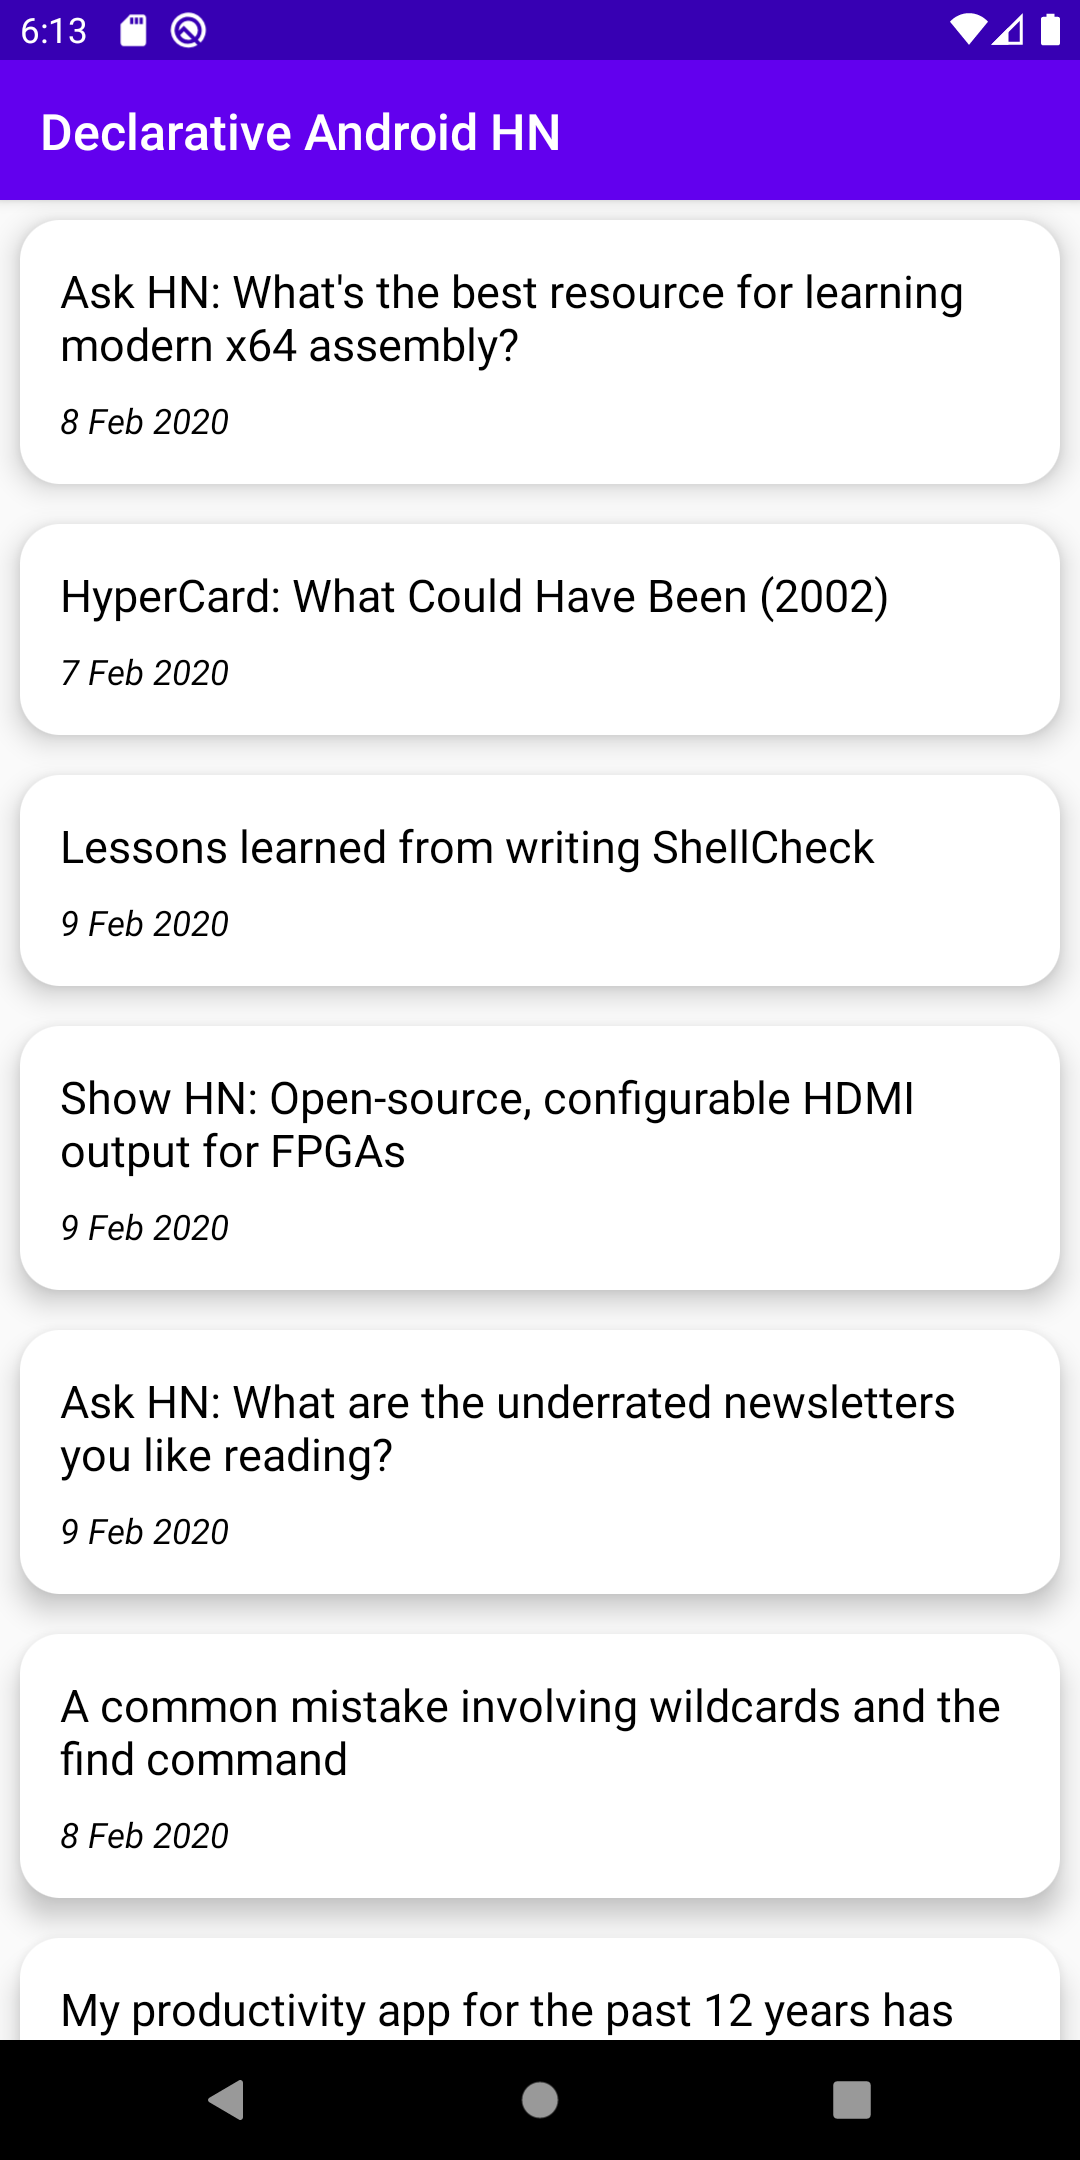 6:13
Declarative Android HN
Ask HN: What's the best resource for learning
modern x64 assembly?
8 Feb 2020
HyperCard: What Could Have Been (2002)
7 Feb 2020
Lessons learned from writing ShellCheck
9 Feb 2020
Show HN: Open-source, configurable HDMI
output for FPGAs
9 Feb 2020
Ask HN: What are the underrated newsletters
you like reading?
9 Feb 2020
A common mistake involving wildcards and the
find command
8 Feb 2020
My productivity app for the past 12 years has